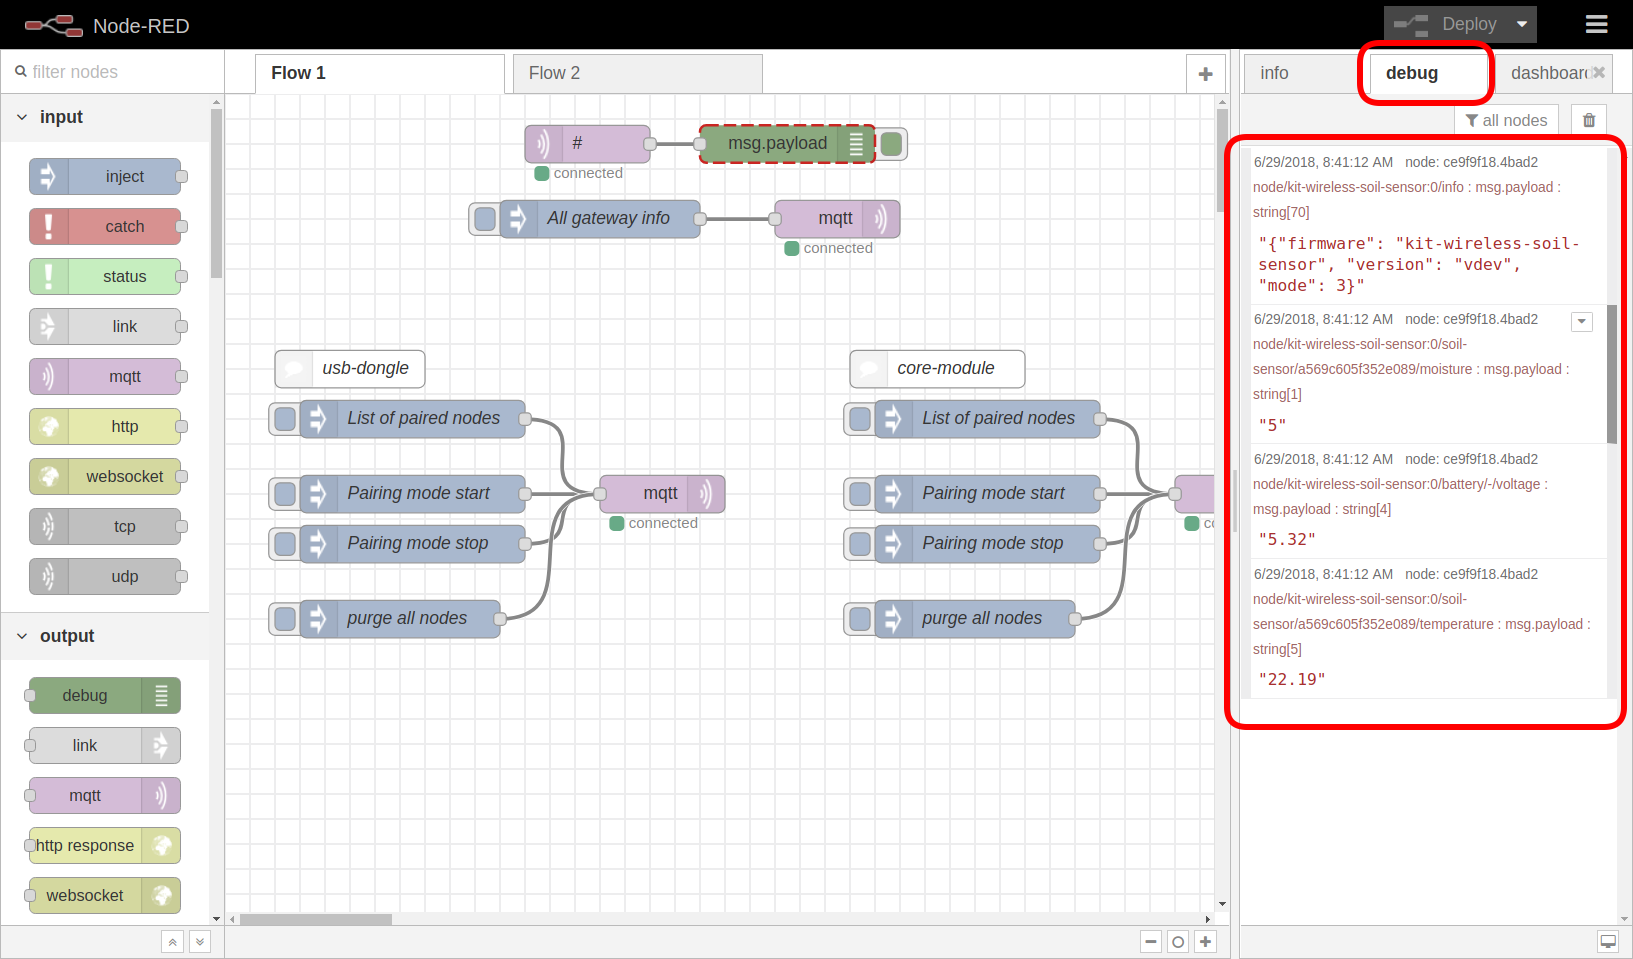 Node-RED
Deploy
filter nodes
input
inject
catch
status
link
mqtt
http
websocket
tcp
udp
output
debug
link
mqtt
http response
websocket
Flow 1
Flow 2
#
msg.payload
connected
All gateway info
mqtt
connected
usb-dongle
List of paired nodes
Pairing mode start
Pairing mode stop
purge all nodes
mqtt
connected
core-module
List of paired nodes
Pairing mode start
Pairing mode stop
purge all nodes
info
debug
dashboard
all nodes
6/29/2018, 8:41:12 AM node: ce9f9f18.4bad2
node/kit-wireless-soil-sensor:0/info : msg.payload :
string[70]
"{"firmware": "kit-wireless-soil-
sensor", "version": "vdev",
"mode": 3}"
6/29/2018, 8:41:12 AM node: ce9f9f18.4bad2
node/kit-wireless-soil-sensor:0/soil-
sensor/a569c605f352e089/moisture : msg.payload :
string[1]
"5"
6/29/2018, 8:41:12 AM node: ce9f9f18.4bad2
node/kit-wireless-soil-sensor:0/battery/-/voltage :
msg.payload : string[4]
"5.32"
6/29/2018, 8:41:12 AM node: ce9f9f18.4bad2
node/kit-wireless-soil-sensor:0/soil-
sensor/a569c605f352e089/temperature : msg.payload :
string[5]
"22.19"